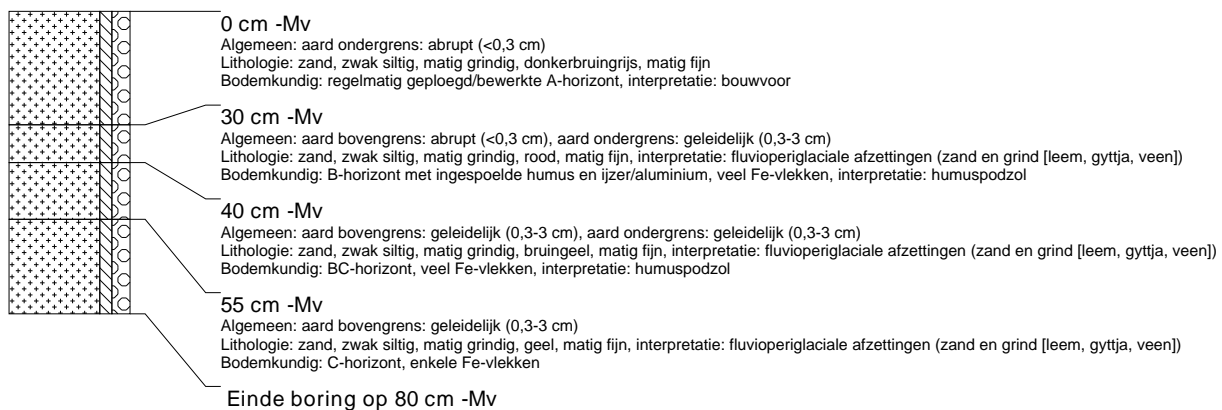 0 cm -Mv
Algemeen: aard ondergrens: abrupt (<0,3 cm)
Lithologie: zand, zwak siltig, matig grindig, donkerbruingrijs, matig fijn
Bodemkundig: regelmatig geploegd/bewerkte A-horizont, interpretatie: bouwvoor
30 cm -Mv
Algemeen: aard bovengrens: abrupt (<0,3 cm), aard ondergrens: geleidelijk (0,3-3 cm)
Lithologie: zand, zwak siltig, matig grindig, rood, matig fijn, interpretatie: fluvioperiglaciale afzettingen (zand en grind [leem, gyttja, veen])
Bodemkundig: B-horizont met ingespoelde humus en ijzer/aluminium, veel Fe-vlekken, interpretatie: humuspodzol
40 cm -Mv
Algemeen: aard bovengrens: geleidelijk (0,3-3 cm), aard ondergrens: geleidelijk (0,3-3 cm)
Lithologie: zand, zwak siltig, matig grindig, bruingeel, matig fijn, interpretatie: fluvioperiglaciale afzettingen (zand en grind [leem, gyttja, veen])
Bodemkundig: BC-horizont, veel Fe-vlekken, interpretatie: humuspodzol
55 cm -Mv
Algemeen: aard bovengrens: geleidelijk (0,3-3 cm)
Lithologie: zand, zwak siltig, matig grindig, geel, matig fijn, interpretatie: fluvioperiglaciale afzettingen (zand en grind [leem, gyttja, veen])
Bodemkundig: C-horizont, enkele Fe-vlekken
Einde boring op 80 cm -Mv